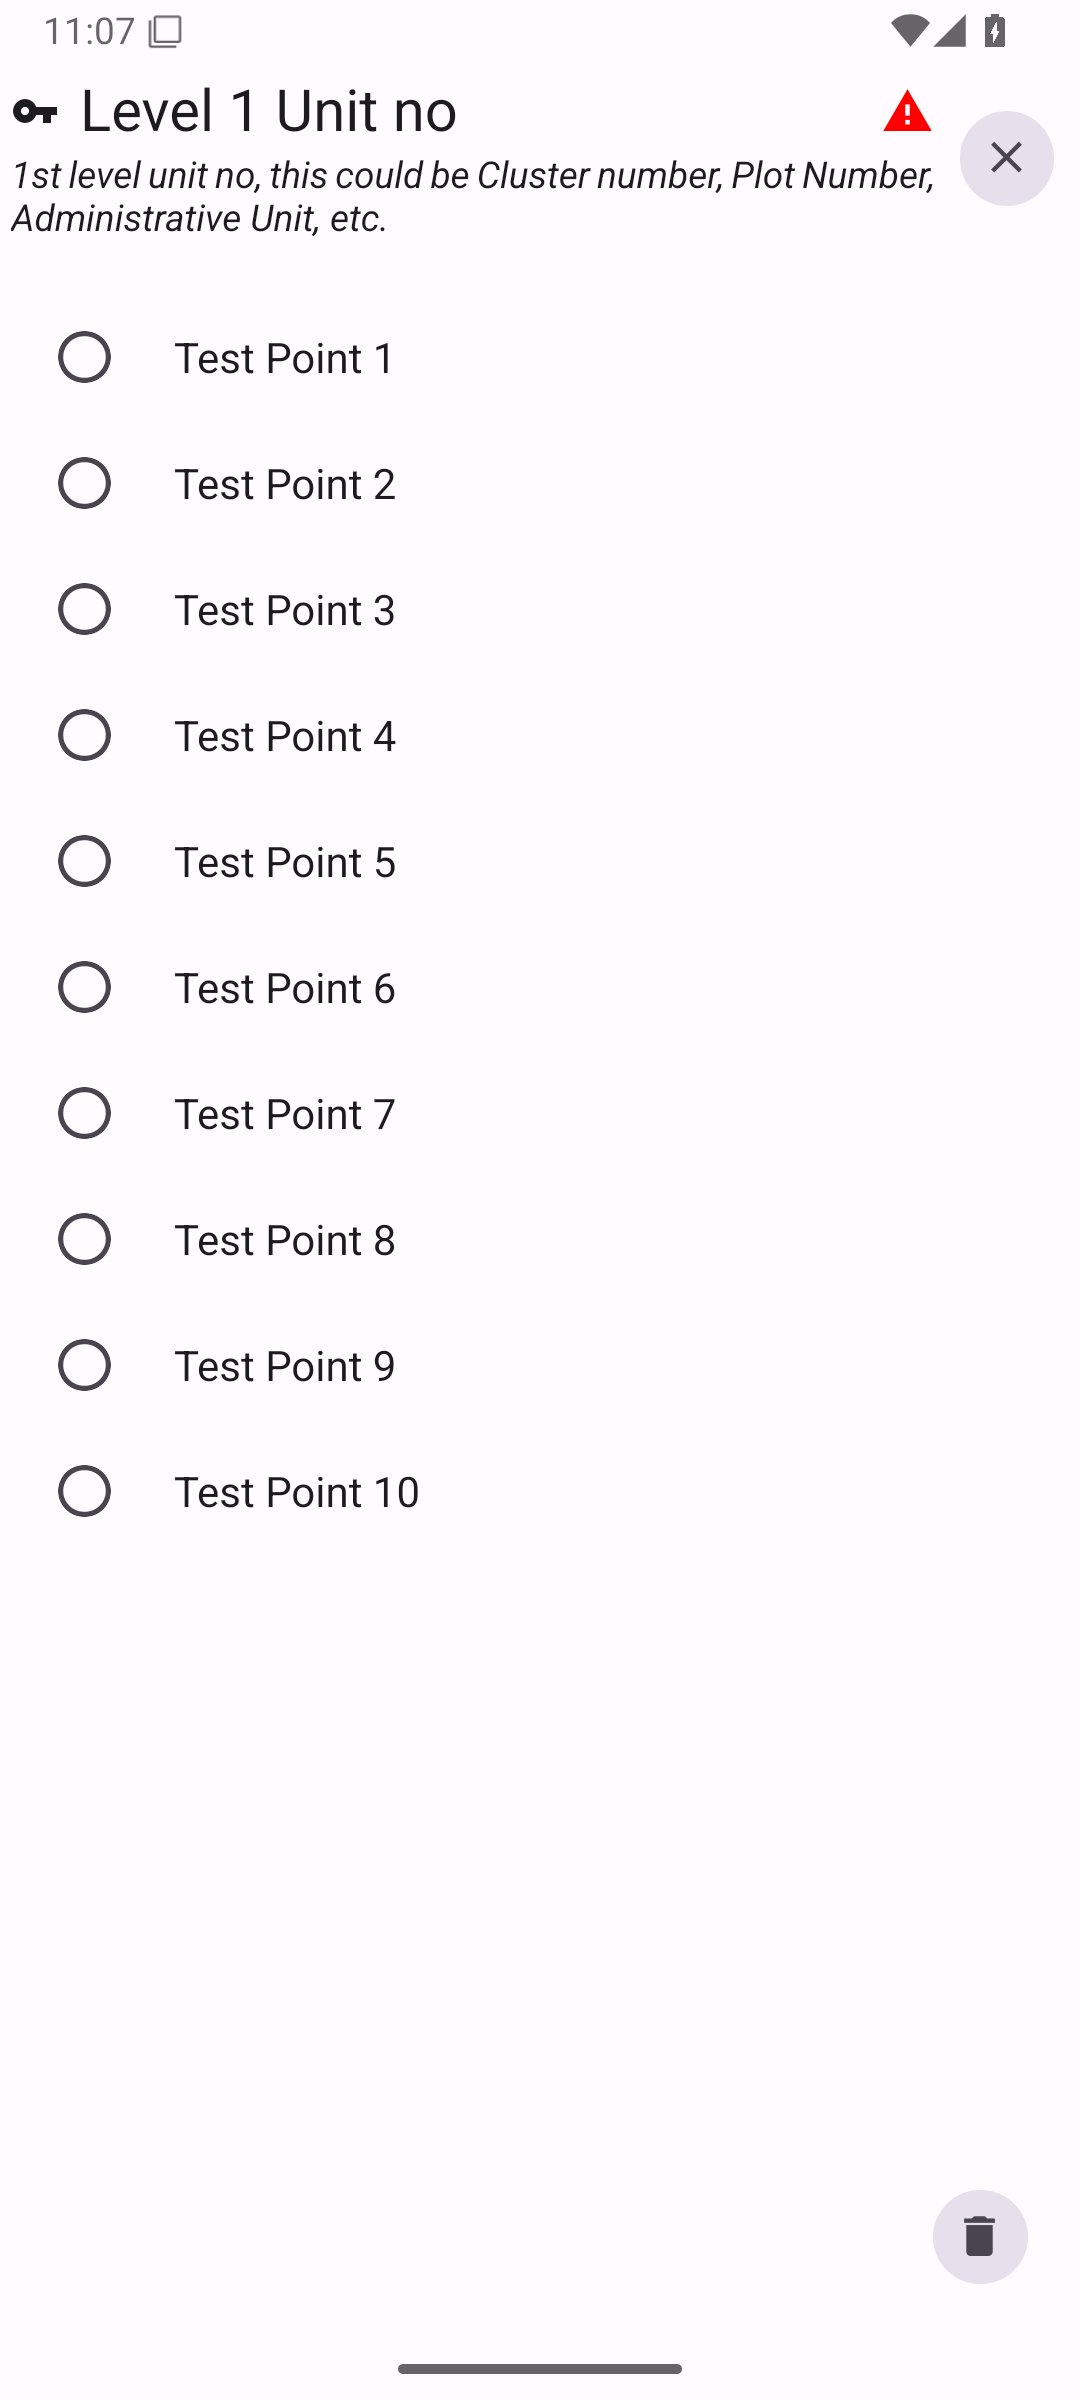 11:07
Level 1 Unit no
1st level unit no, this could be Cluster number, Plot Number,
Administrative Unit, etc.
Test Point 1
Test Point 2
Test Point 3
Test Point 4
Test Point 5
Test Point 6
Test Point 7
Test Point 8
Test Point 9
Test Point 10